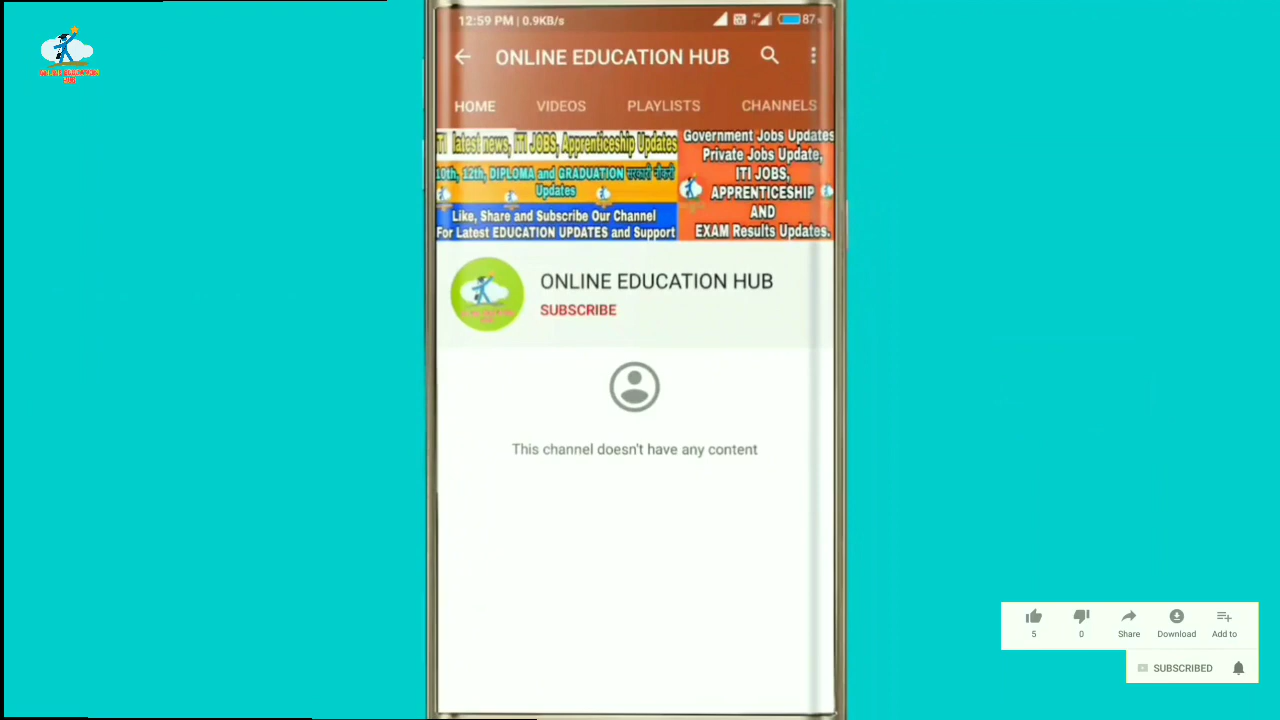 12:59 PM | 0.9KB/s
87
ONLINE EDUCATION HUB
HOME VIDEOS PLAYLISTS CHANNELS
ITI latest news, ITI JOBS, Apprenticeship Updates
10th, 12th, DIPLOMA and GRADUATION सरकारी नौकरी
Updates
Like, Share and Subscribe Our Channel
For Latest EDUCATION UPDATES and Support
Government Jobs Updates
Private Jobs Update,
ITI JOBS,
APPRENTICESHIP
AND
EXAM Results Updates.
ONLINE EDUCATION HUB
SUBSCRIBE
This channel doesn't have any content
5 0 Share Download Add to
SUBSCRIBED